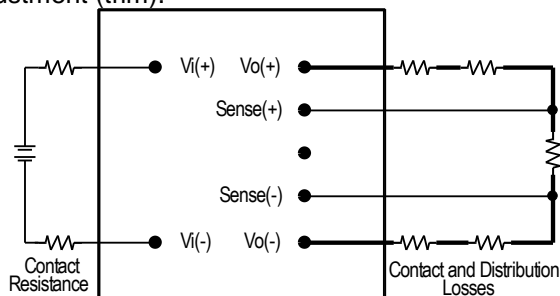 Vi(+) Vo(+)
Sense(+)
Sense(-)
Vi(-) Vo(-)
Contact
Resistance
Contact and Distribution
Losses